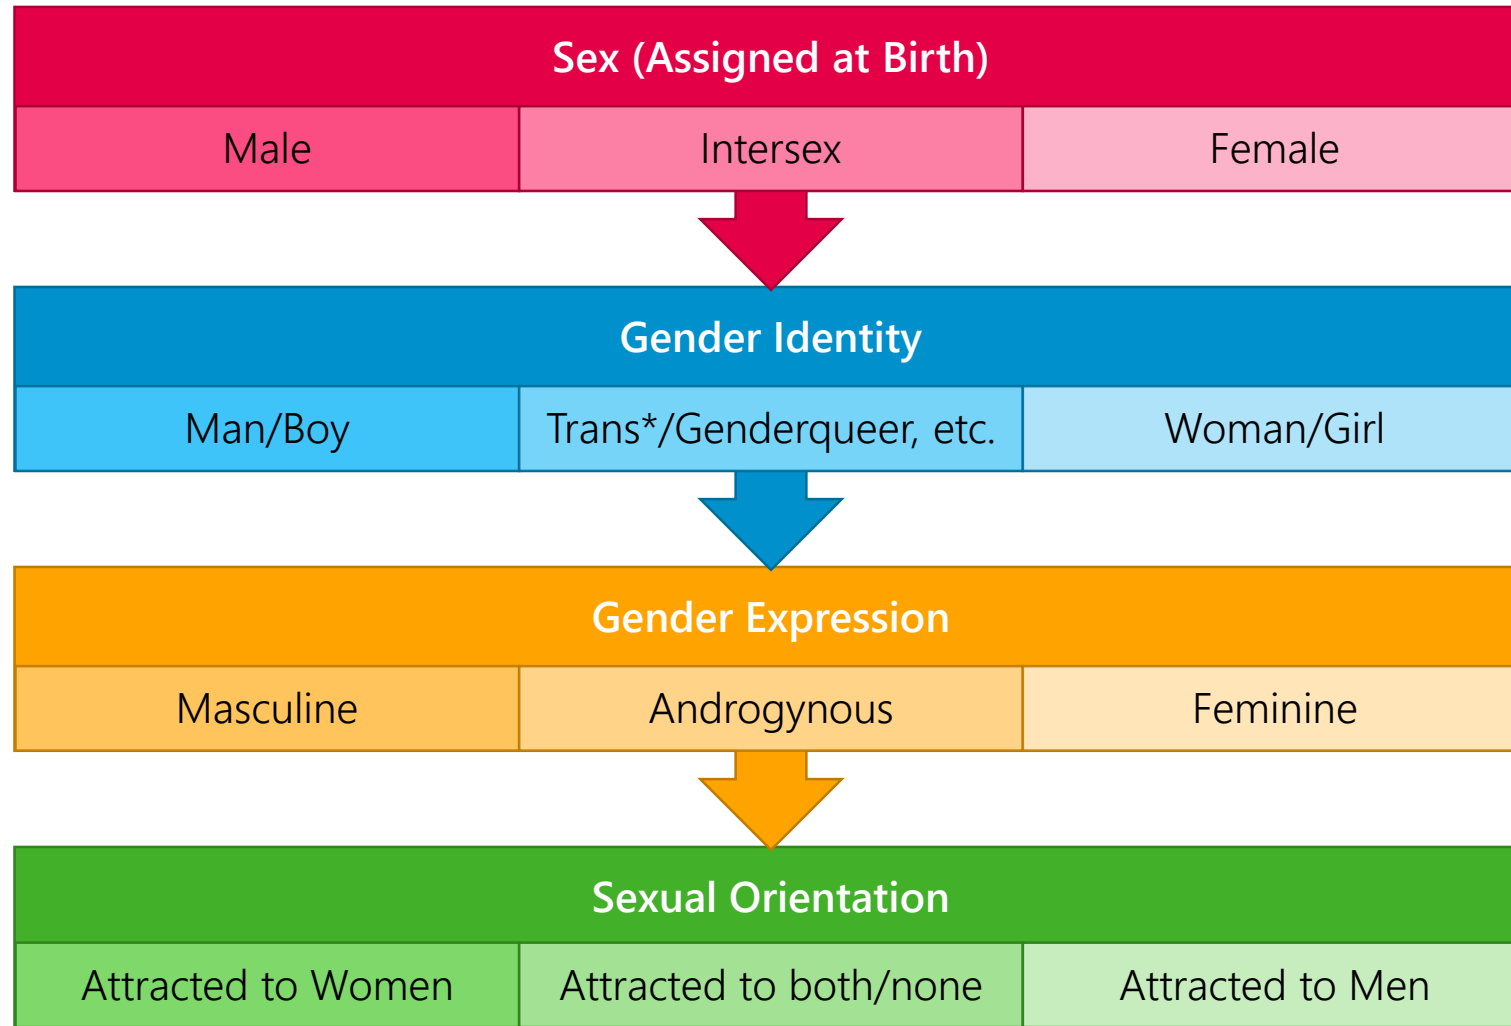 Sex (Assigned at Birth)
Male Intersex Female
Gender Identity
Man/Boy Trans*/Genderqueer, etc. Woman/Girl
Gender Expression
Masculine Androgynous Feminine
Sexual Orientation
Attracted to Women Attracted to both/none Attracted to Men